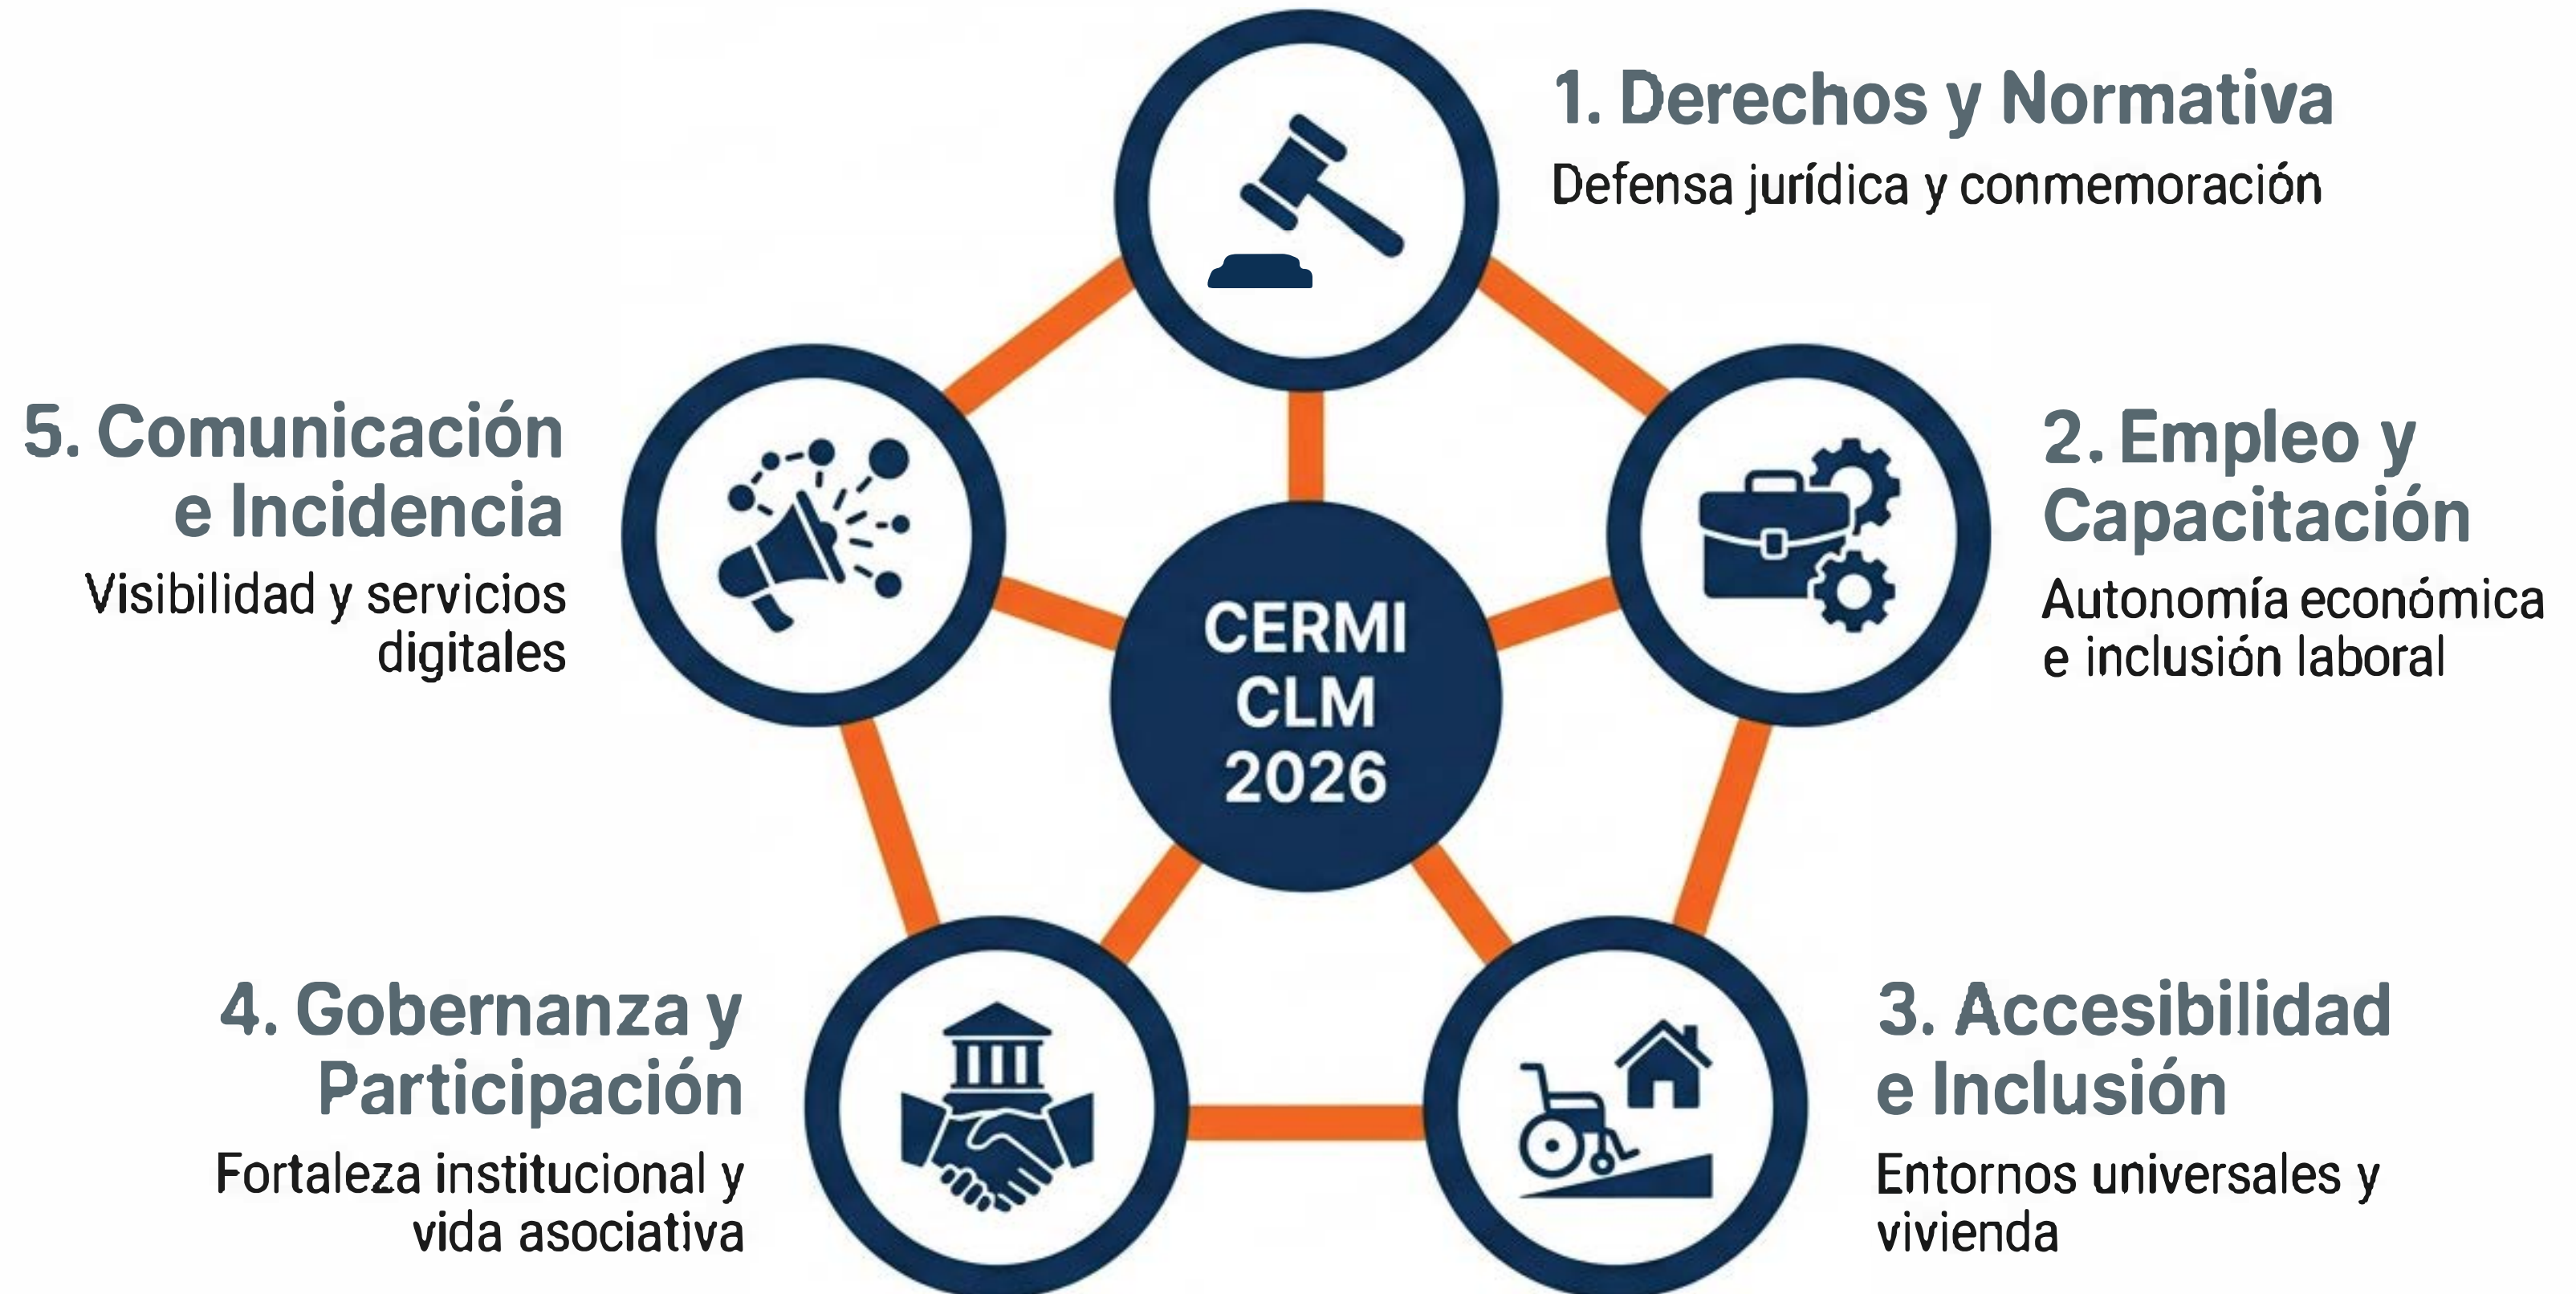 1. Derechos y Normativa
Defensa jurídica y conmemoración
2. Empleo y
Capacitación
Autonomía económica
e inclusión laboral
3. Accesibilidad
e Inclusión
Entornos universales y
vivienda
4. Gobernanza y
Participación
Fortaleza institucional y
vida asociativa
5. Comunicación
e Incidencia
Visibilidad y servicios
digitales
CERMI
CLM
2026